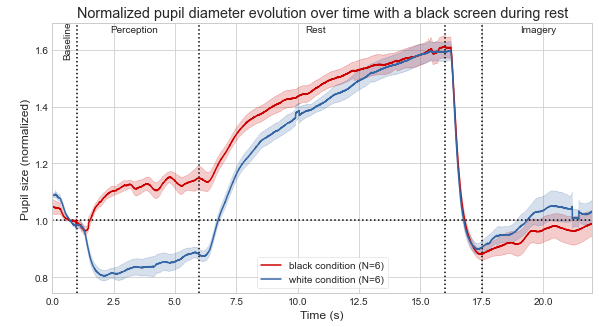 Normalized pupil diameter evolution over time with a black screen during rest
Baseline
Perception
Rest
Imagery
Pupil size (normalized)
1.6
1.4
1.2
1.0
0.8
black condition (N=6)
white condition (N=6)
0.0 2.5 5.0 7.5 10.0 12.5 15.0 17.5 20.0
Time (s)